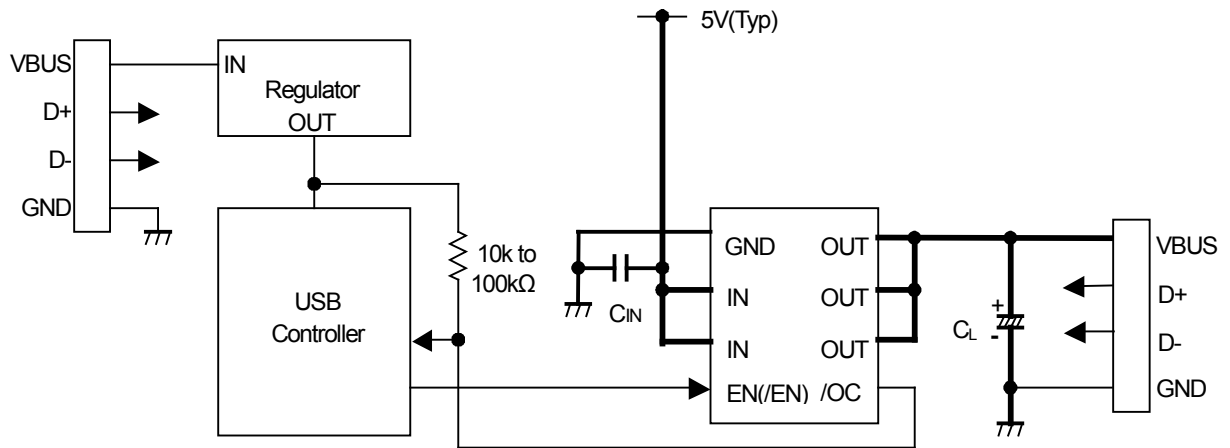 5V(Typ)
VBUS
D+
D-
GND
IN
Regulator
OUT
USB
Controller
10k to
100kΩ
CIN
GND
IN
IN
EN(/EN)
OUT
OUT
OUT
/OC
+
CL
-
VBUS
D+
D-
GND